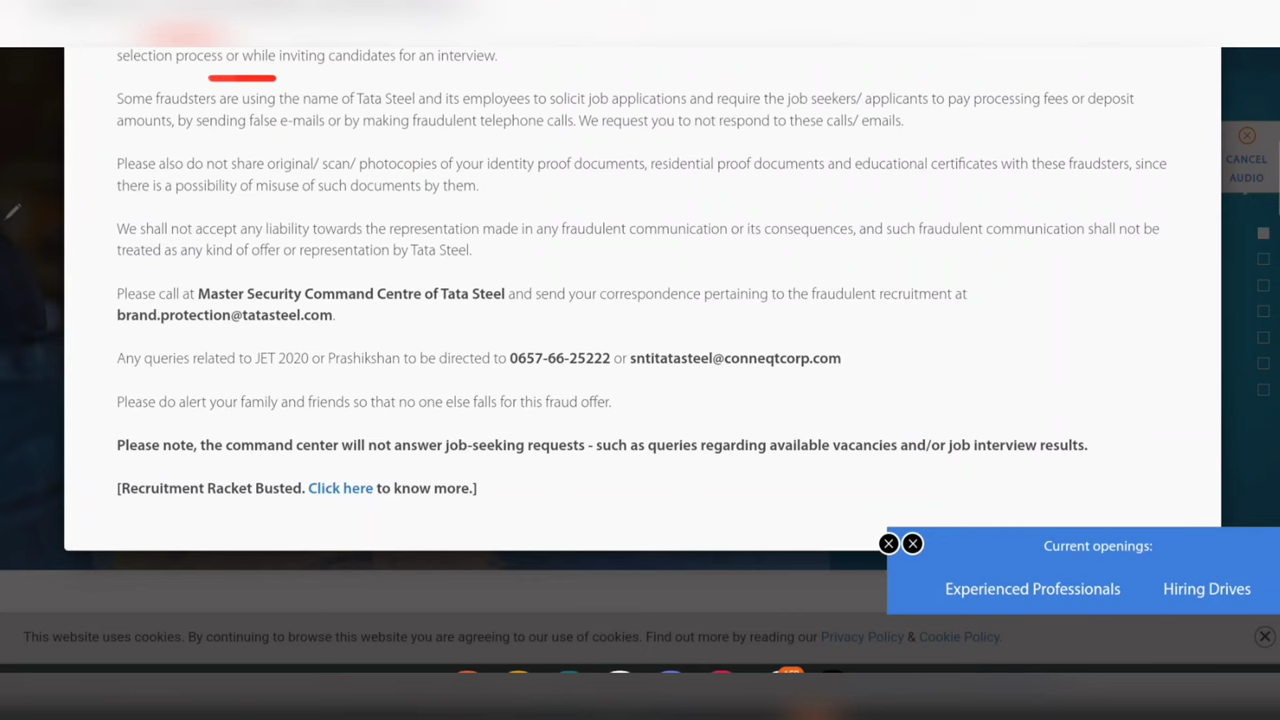 selection process or while inviting candidates for an interview.
Some fraudsters are using the name of Tata Steel and its employees to solicit job applications and require the job seekers/ applicants to pay processing fees or deposit
amounts, by sending false e-mails or by making fraudulent telephone calls. We request you to not respond to these calls/ emails.
Please also do not share original/ scan/ photocopies of your identity proof documents, residential proof documents and educational certificates with these fraudsters, since
there is a possibility of misuse of such documents by them.
We shall not accept any liability towards the representation made in any fraudulent communication or its consequences, and such fraudulent communication shall not be
treated as any kind of offer or representation by Tata Steel.
Please call at Master Security Command Centre of Tata Steel and send your correspondence pertaining to the fraudulent recruitment at
brand.protection@tatasteel.com.
Any queries related to JET 2020 or Prashikshan to be directed to 0657-66-25222 or sntitatasteel@conneqtcorp.com
Please do alert your family and friends so that no one else falls for this fraud offer.
Please note, the command center will not answer job-seeking requests - such as queries regarding available vacancies and/or job interview results.
[Recruitment Racket Busted. Click here to know more.]
CANCEL
AUDIO
Current openings:
Experienced Professionals Hiring Drives
This website uses cookies. By continuing to browse this website you are agreeing to our use of cookies. Find out more by reading our Privacy Policy & Cookie Policy.